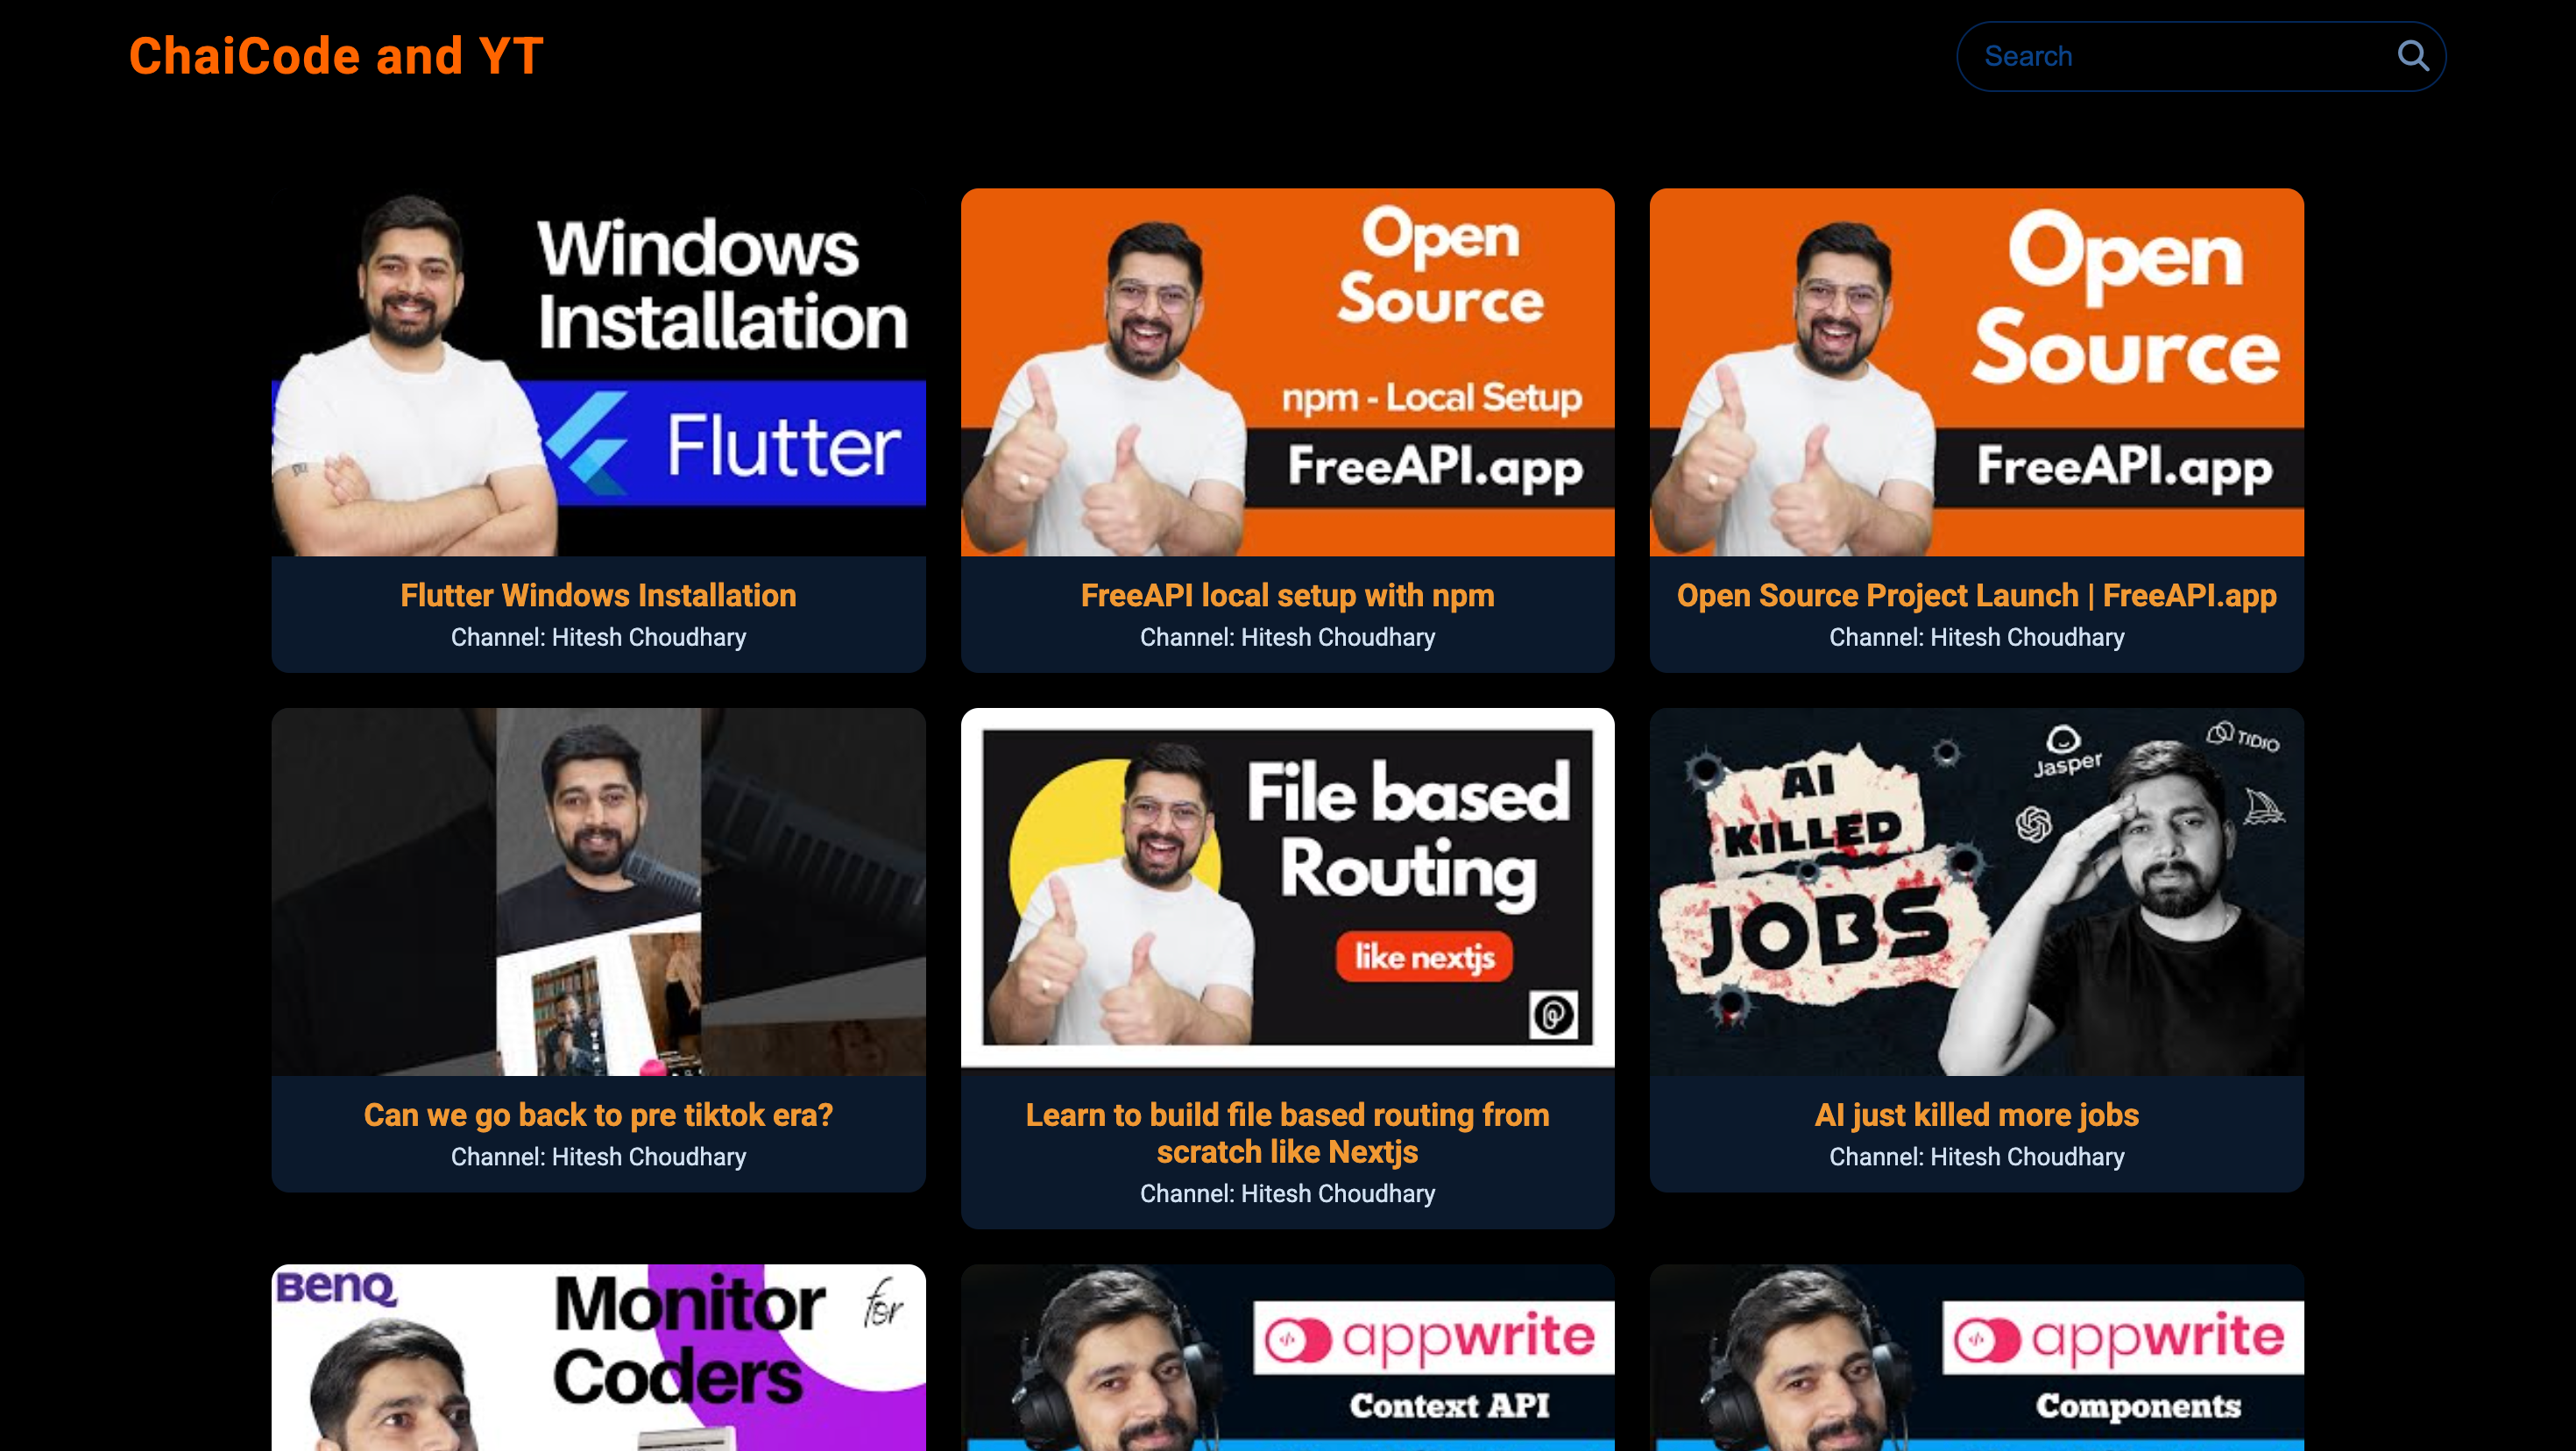 ChaiCode and YT
Search
Windows
Installation
Flutter
Open
Source
npm - Local Setup
FreeAPI.app
Open
Source
FreeAPI.app
Flutter Windows Installation
Channel: Hitesh Choudhary
FreeAPI local setup with npm
Channel: Hitesh Choudhary
Open Source Project Launch | FreeAPI.app
Channel: Hitesh Choudhary
File based
Routing
like nextjs
AI
KILLED
JOBS
Jasper
TIDIO
Can we go back to pre tiktok era?
Channel: Hitesh Choudhary
Learn to build file based routing from
scratch like Nextjs
Channel: Hitesh Choudhary
AI just killed more jobs
Channel: Hitesh Choudhary
BenQ
Monitor for
Coders
appwrite
Context API
appwrite
Components